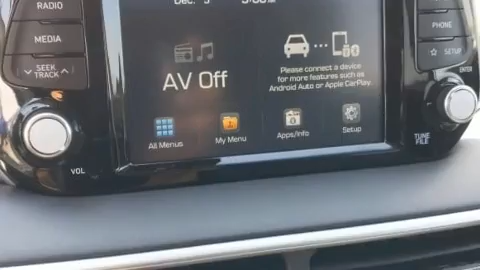 RADIO
MEDIA
SEEK
TRACK
VOL
AV Off
Please connect a device
for more features such as
Android Auto or Apple CarPlay.
All Menus
My Menu
Apps/Info
Setup
PHONE
SETUP
ENTER
TUNE
FILE